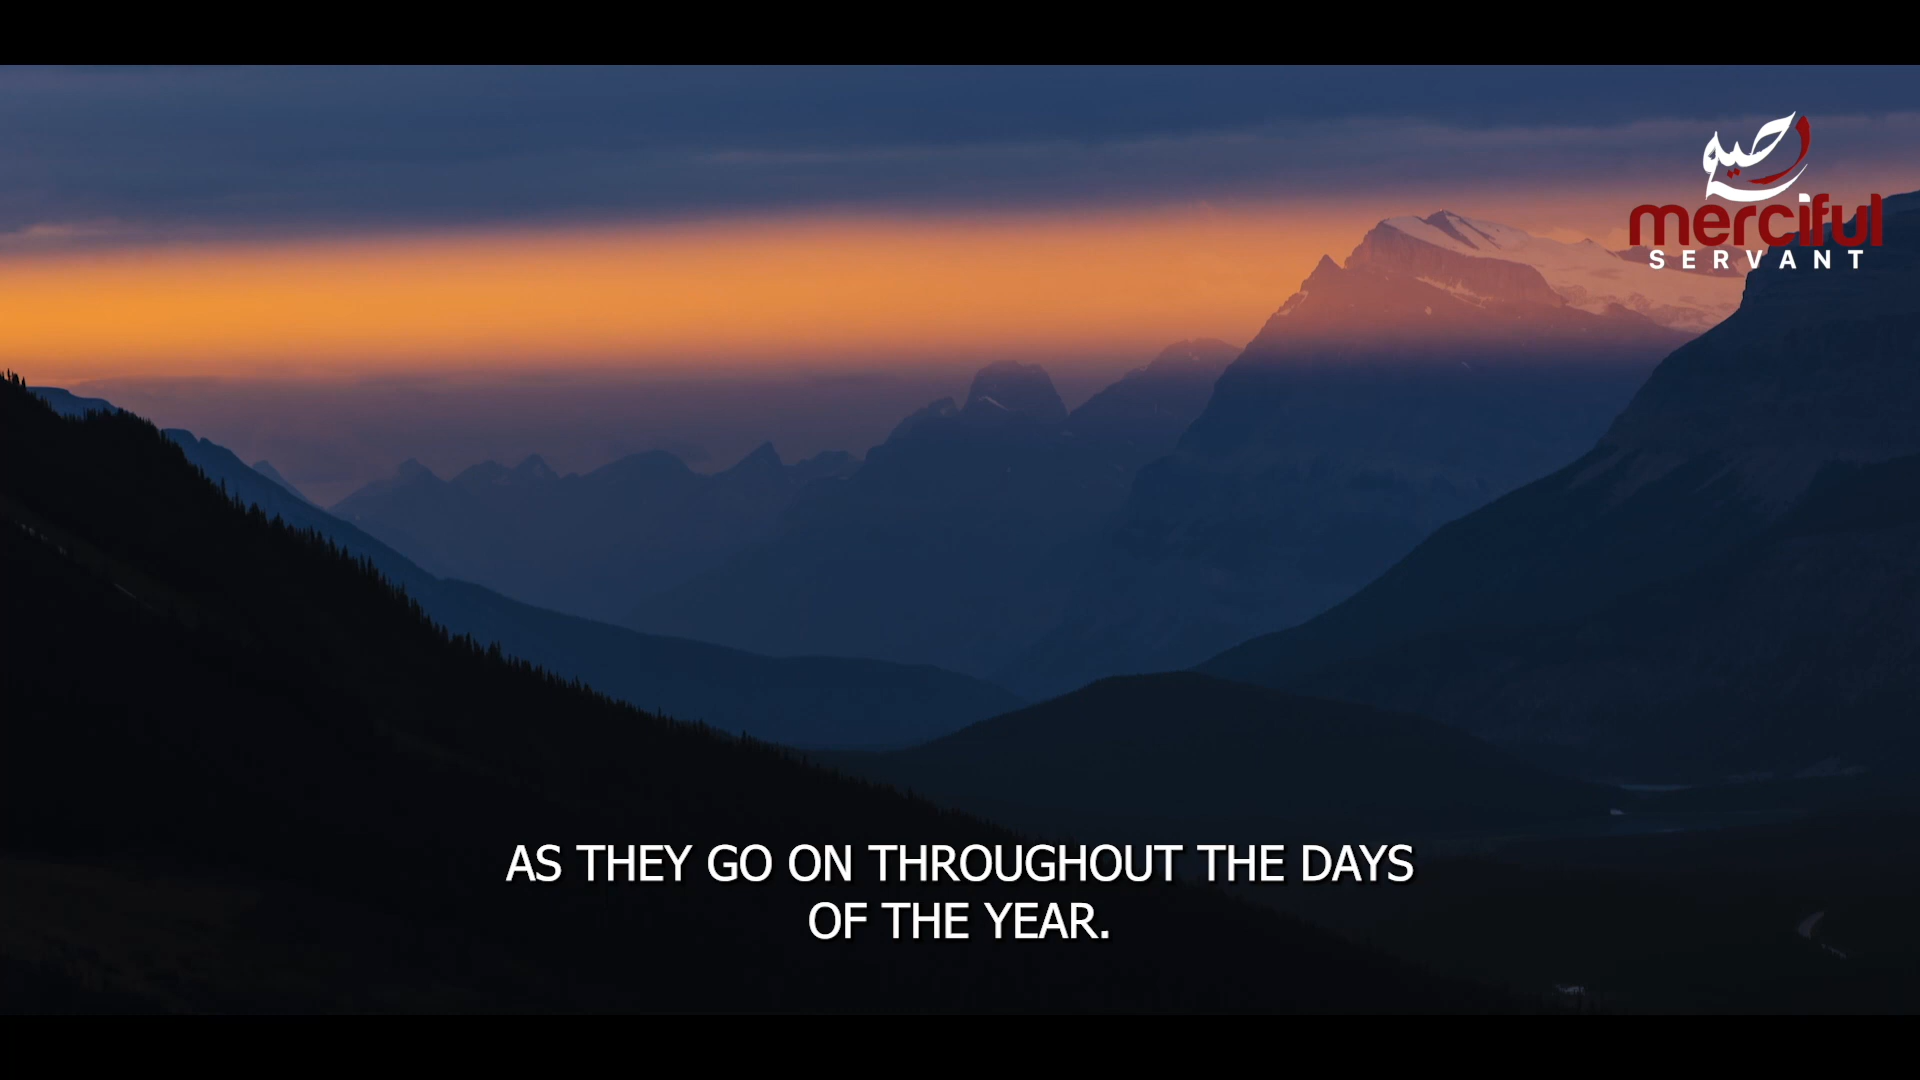 رحيم
merciful
SERVANT
AS THEY GO ON THROUGHOUT THE DAYS
OF THE YEAR.